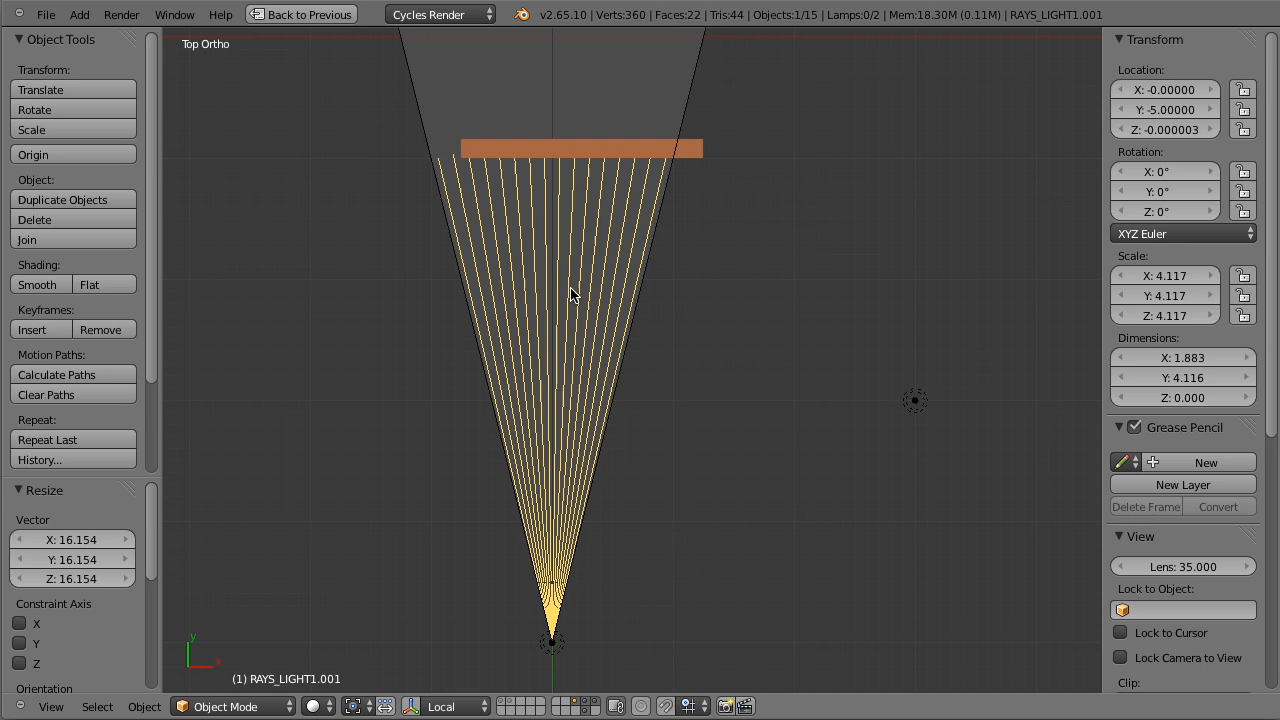 File Add Render Window Help Back to Previous Cycles Render v2.65.10 | Verts:360 | Faces:22 | Tris:44 | Objects:1/15 | Lamps:0/2 | Mem:18.30M (0.11M) | RAYS_LIGHT1.001
Object Tools
Transform:
Translate
Rotate
Scale
Origin
Object:
Duplicate Objects
Delete
Join
Shading:
Smooth Flat
Keyframes:
Insert Remove
Motion Paths:
Calculate Paths
Clear Paths
Repeat:
Repeat Last
History...
Resize
Vector
X: 16.154
Y: 16.154
Z: 16.154
Constraint Axis
X
Y
Z
Orientation
Top Ortho
y
x
(1) RAYS_LIGHT1.001
Transform
Location:
X: -0.00000
Y: -5.00000
Z: -0.000003
Rotation:
X: 0°
Y: 0°
Z: 0°
XYZ Euler
Scale:
X: 4.117
Y: 4.117
Z: 4.117
Dimensions:
X: 1.883
Y: 4.116
Z: 0.000
Grease Pencil
New
New Layer
Delete Frame Convert
View
Lens: 35.000
Lock to Object:
Lock to Cursor
Lock Camera to View
Clip:
View Select Object Object Mode Local